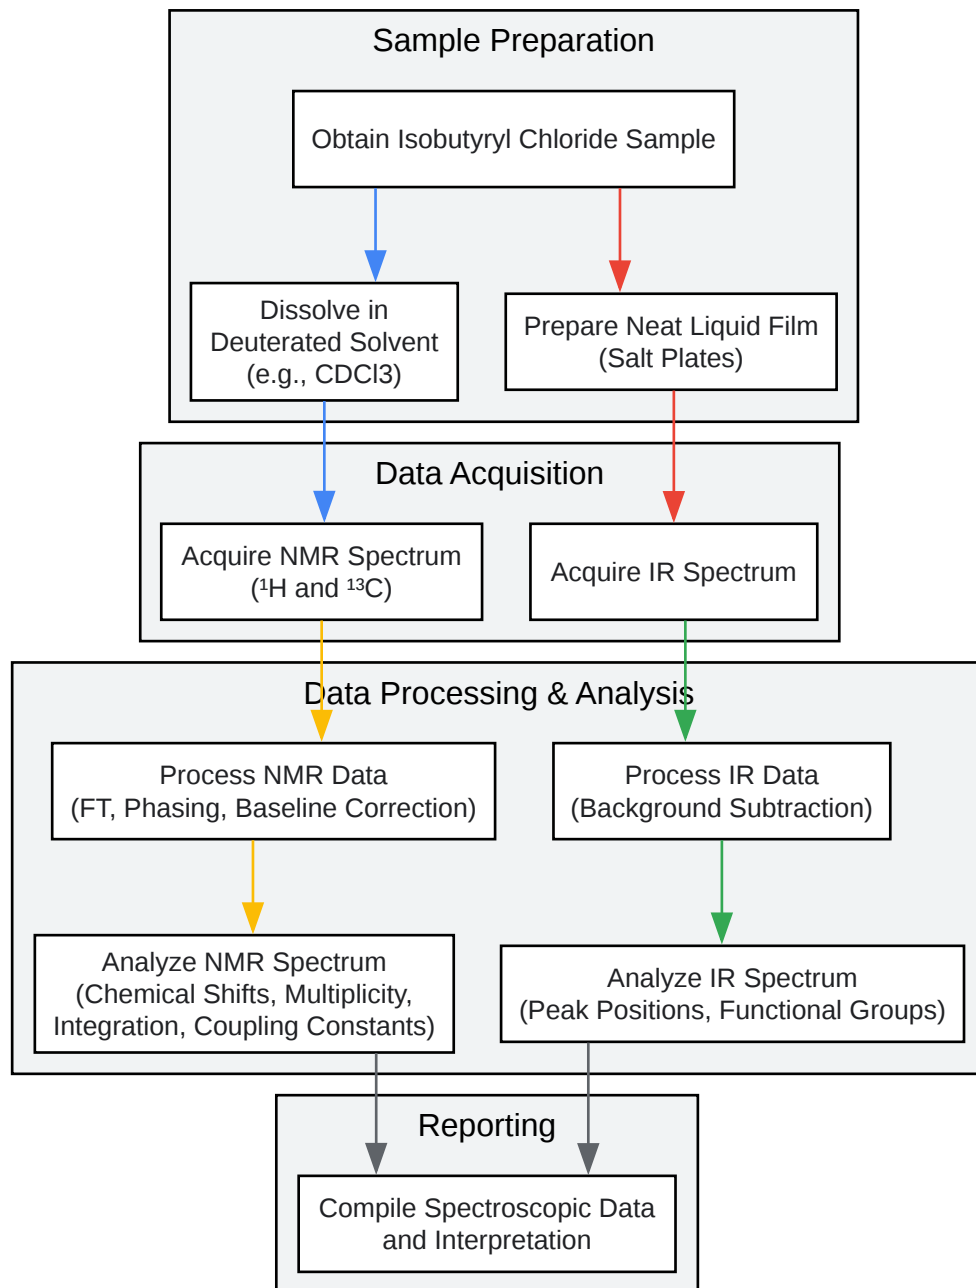 Sample Preparation
Obtain Isobutyryl Chloride Sample
Dissolve in
Deuterated Solvent
(e.g., CDCl3)
Prepare Neat Liquid Film
(Salt Plates)
Data Acquisition
Acquire NMR Spectrum
(¹H and ¹³C)
Acquire IR Spectrum
Data Processing & Analysis
Process NMR Data
(FT, Phasing, Baseline Correction)
Process IR Data
(Background Subtraction)
Analyze NMR Spectrum
(Chemical Shifts, Multiplicity,
Integration, Coupling Constants)
Analyze IR Spectrum
(Peak Positions, Functional Groups)
Reporting
Compile Spectroscopic Data
and Interpretation